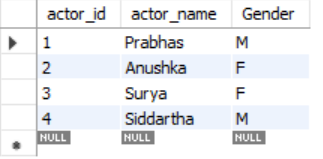 actor_id actor_name Gender
1 Prabhas M
2 Anushka F
3 Surya F
4 Siddartha M
NULL NULL NULL